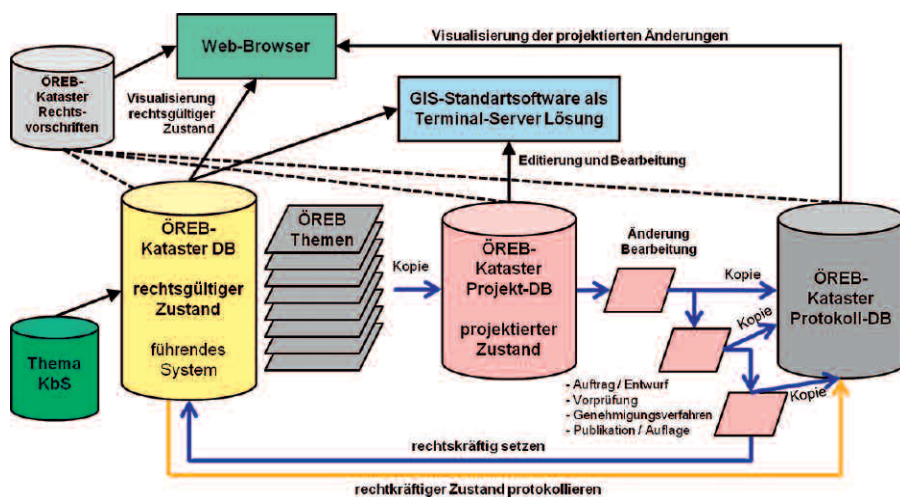 Web-Browser
Visualisierung der projektierten Änderungen
ÖREB-
Kataster
Rechts-
vorschriften
Visualisierung
rechtsgültiger
Zustand
GIS-Standartsoftware als
Terminal-Server Lösung
Editierung und Bearbeitung
ÖREB-
Kataster DB
rechtsgültiger
Zustand
führendes
System
ÖREB
Themen
Kopie
ÖREB-
Kataster
Projekt-DB
projektierter
Zustand
Änderung
Bearbeitung
Kopie
Kopie
Kopie
ÖREB-
Kataster
Protokoll-DB
Thema
KbS
- Auftrag / Entwurf
- Vorprüfung
- Genehmigungsverfahren
- Publikation / Auflage
rechtskräftig setzen
rechtkräftiger Zustand protokollieren